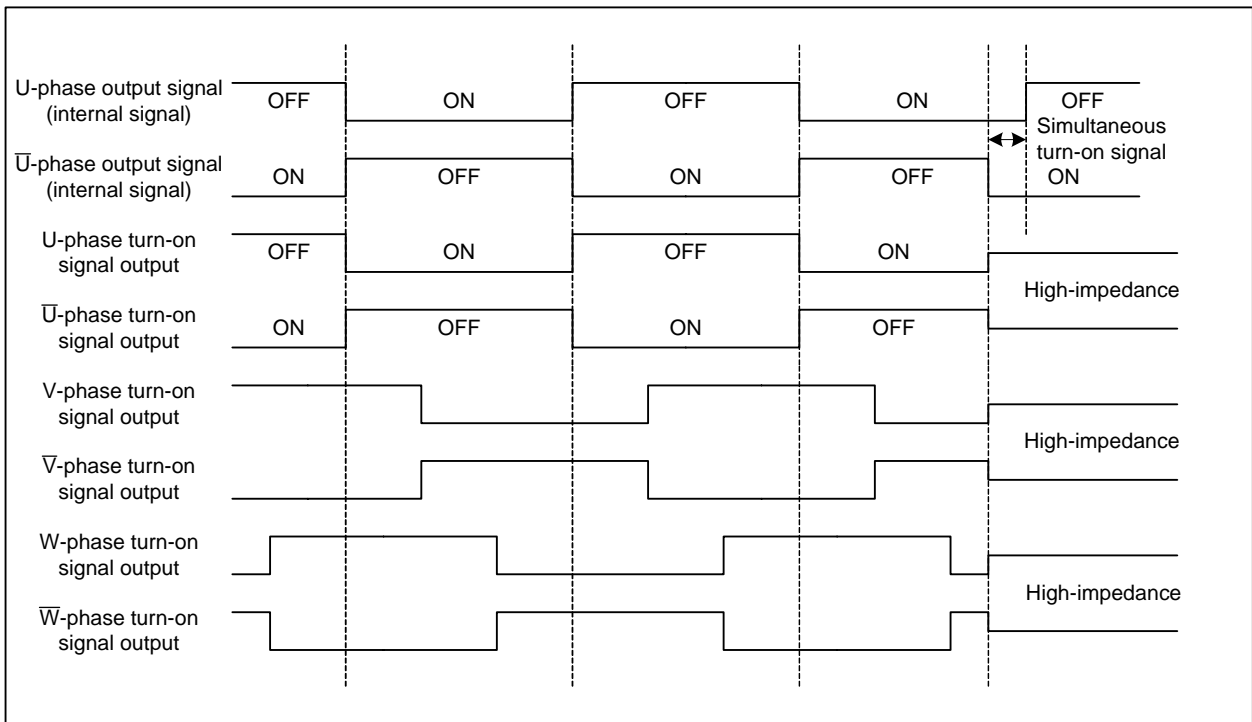 U-phase output signal
(internal signal)
OFF
ON
OFF
ON
OFF
Simultaneous
turn-on signal
U̅-phase output signal
(internal signal)
ON
OFF
ON
OFF
ON
U-phase turn-on
signal output
OFF
ON
OFF
ON
High-impedance
U̅-phase turn-on
signal output
ON
OFF
ON
OFF
V-phase turn-on
signal output
High-impedance
V̅-phase turn-on
signal output
W-phase turn-on
signal output
High-impedance
W̅-phase turn-on
signal output